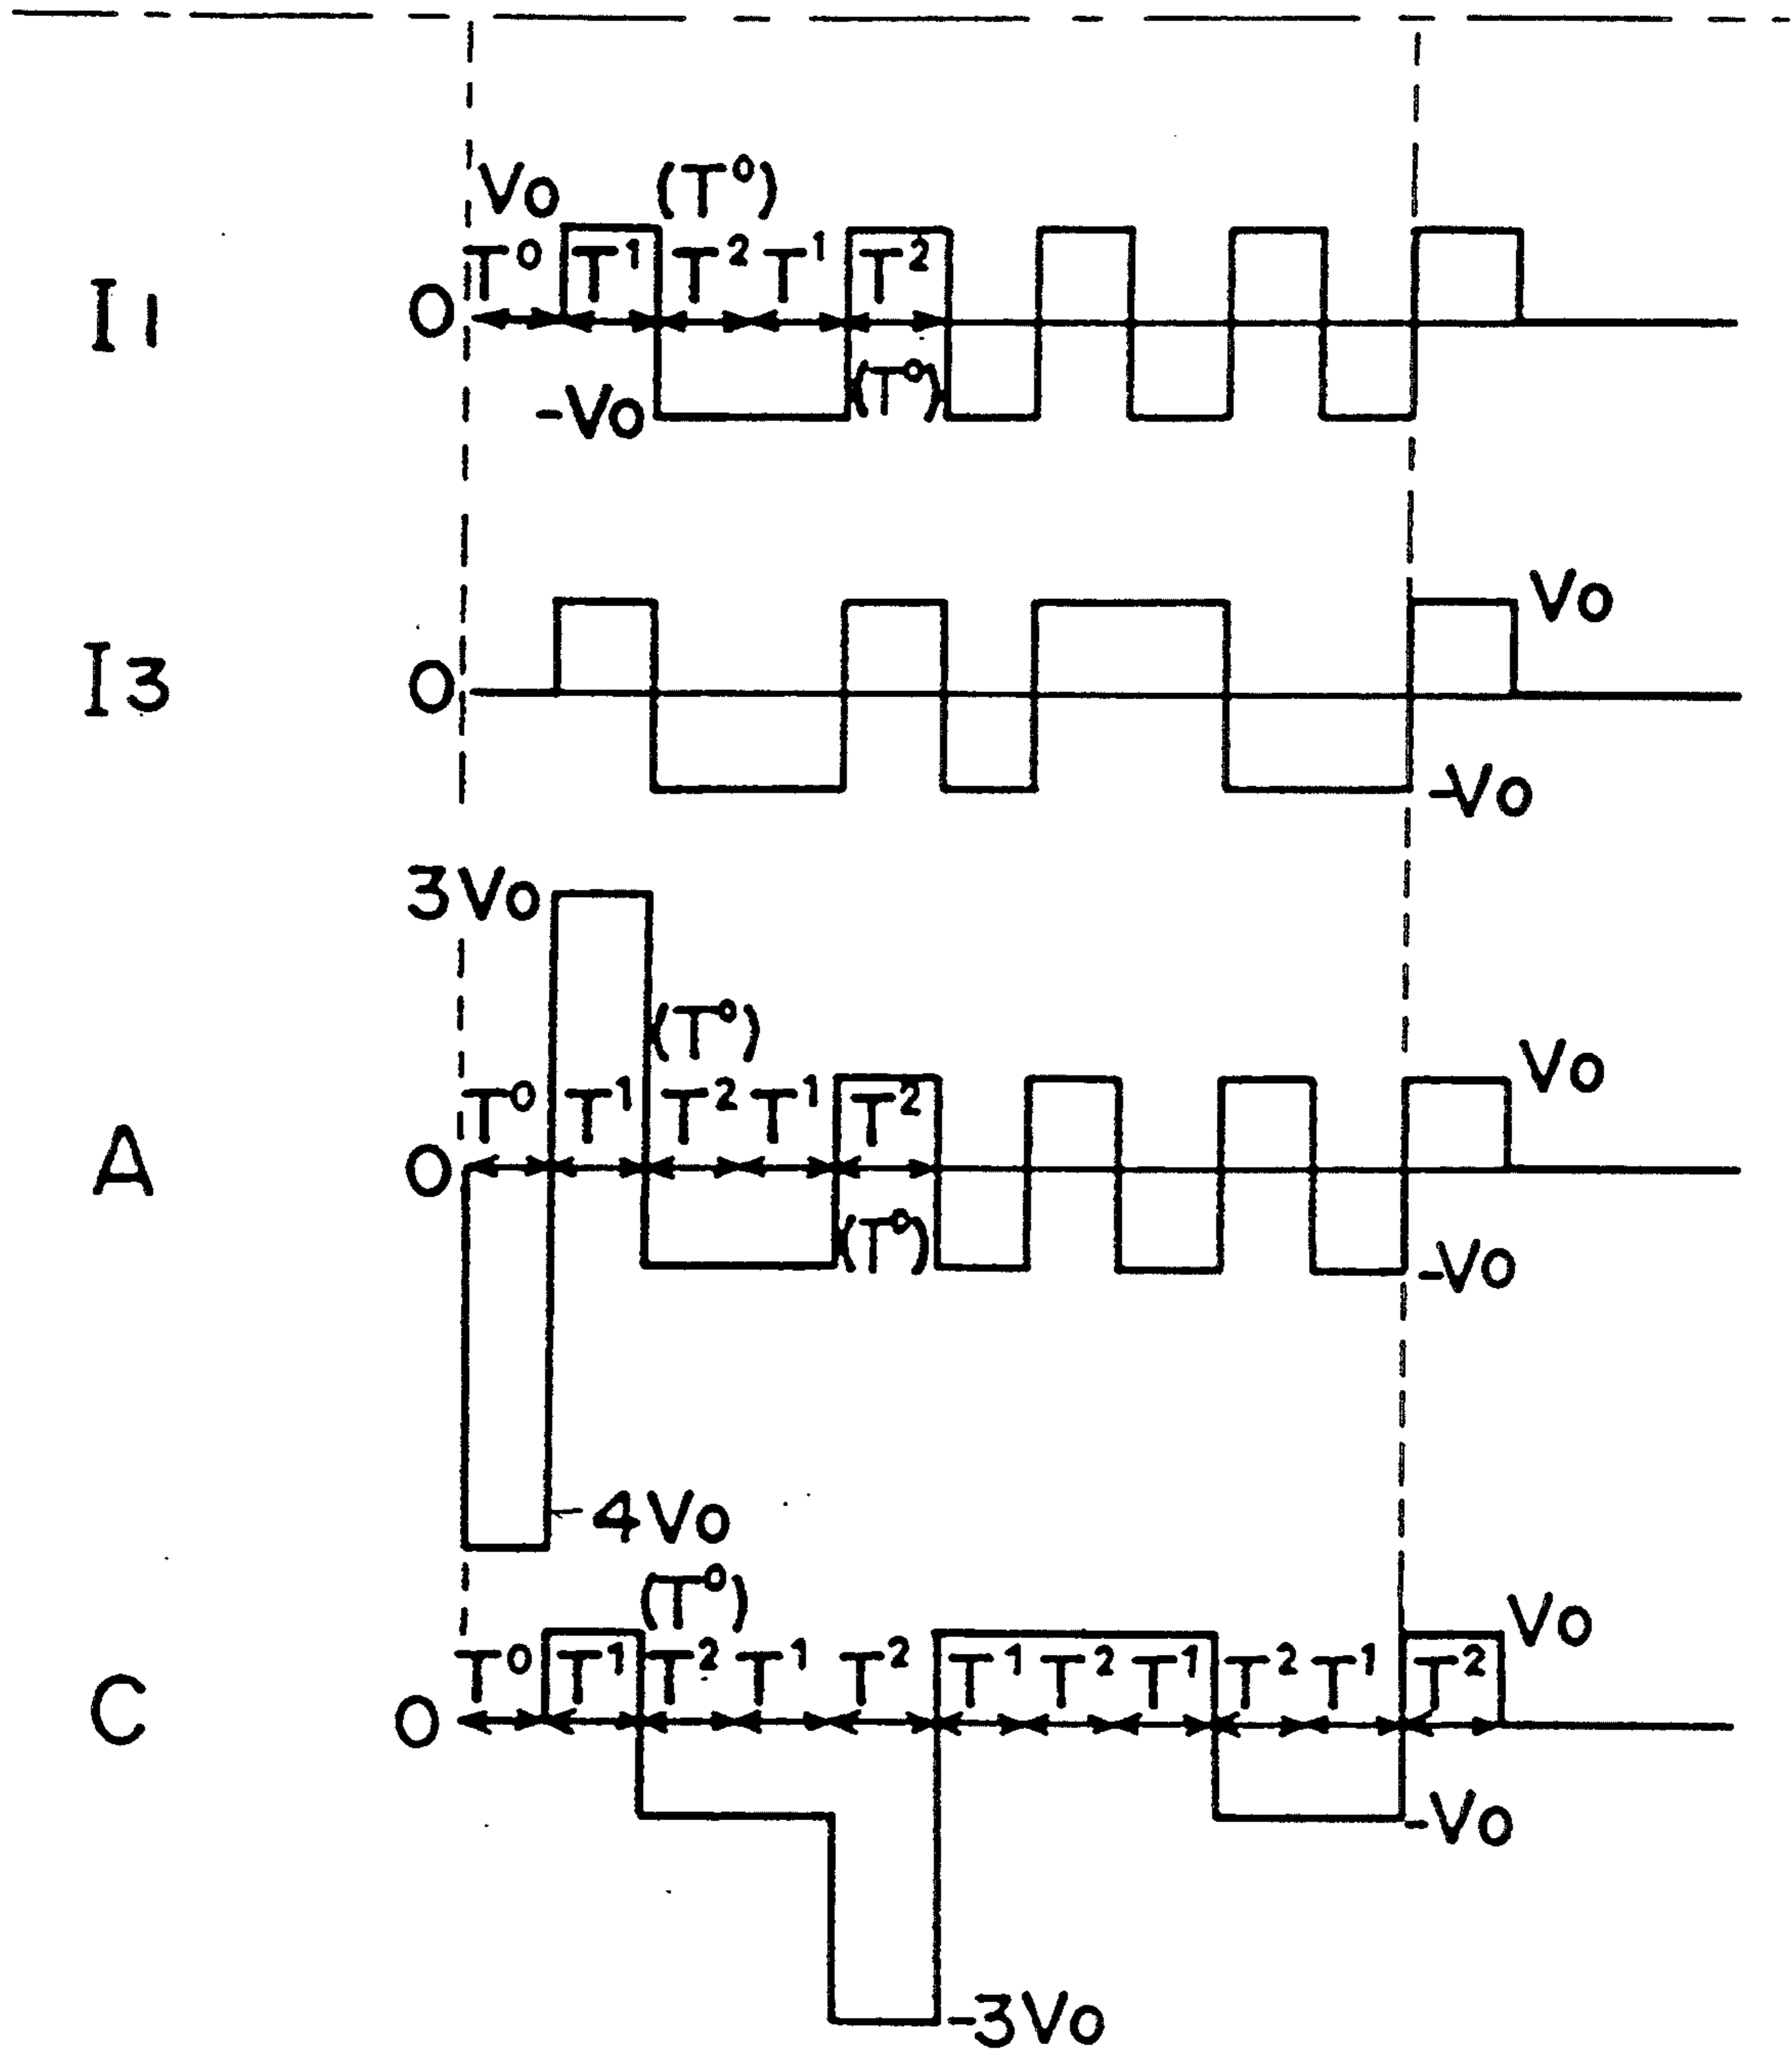 Vo (T⁰)
T⁰ T¹ T² T¹ T²
I1 0
-Vo (T⁰)
Vo
I3 0
-Vo
3Vo
(T⁰)
Vo
T⁰ T¹ T² T¹ T²
A 0
(T⁰) -Vo
-4Vo
(T⁰)
Vo
T⁰ T¹ T² T¹ T² T¹ T² T¹ T² T¹ T²
C 0
-Vo
-3Vo